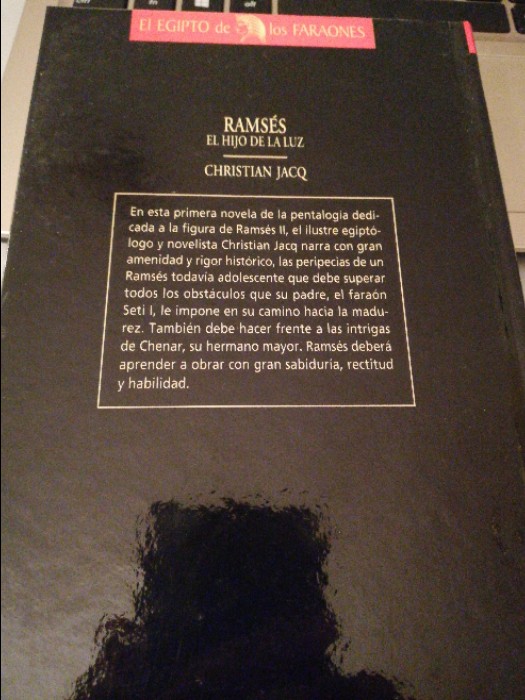 El EGIPTO de los FARAONES
RAMSÉS
EL HIJO DE LA LUZ
CHRISTIAN JACQ
En esta primera novela de la pentalogía dedi-
cada a la figura de Ramsés II, el ilustre egiptó-
logo y novelista Christian Jacq narra con gran
amenidad y rigor histórico, las peripecias de un
Ramsés todavía adolescente que debe superar
todos los obstáculos que su padre, el faraón
Seti I, le impone en su camino hacia la madu-
rez. También debe hacer frente a las intrigas
de Chenar, su hermano mayor. Ramsés deberá
aprender a obrar con gran sabiduría, rectitud
y habilidad.